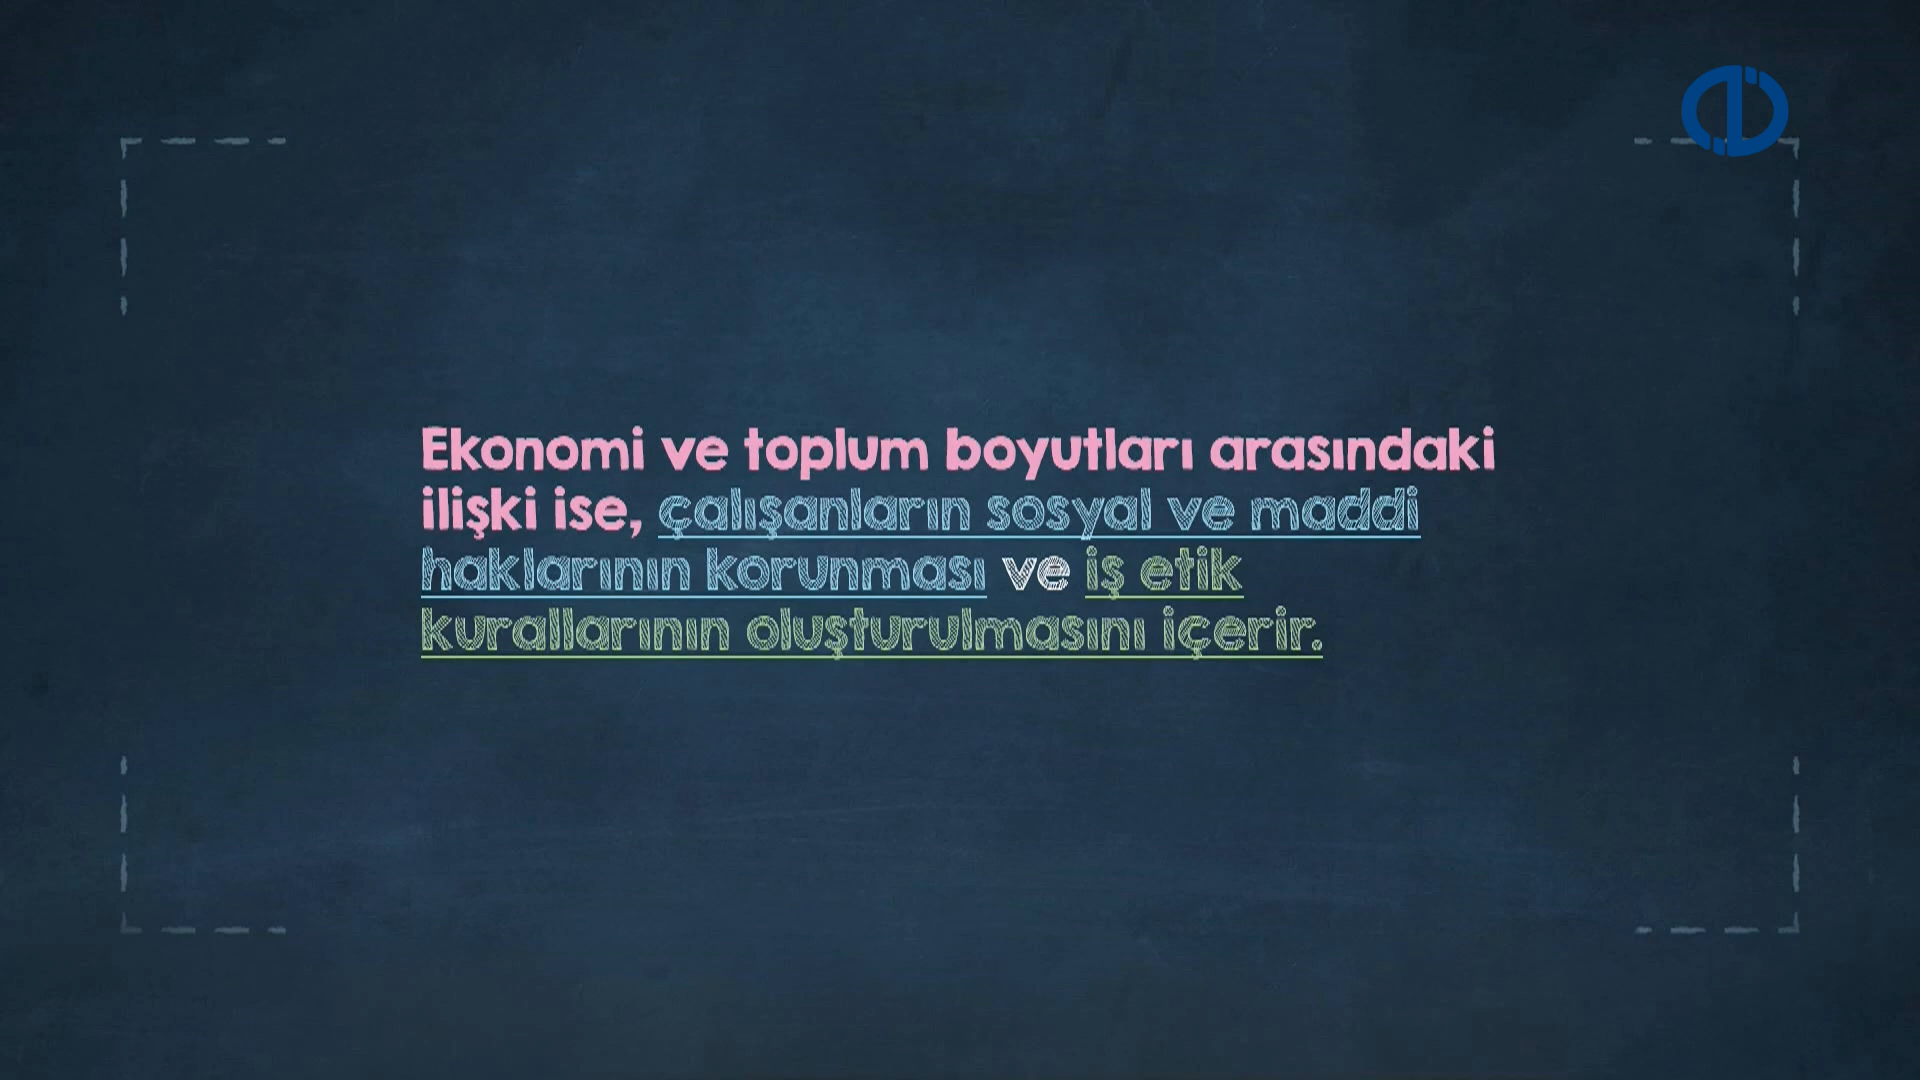 Ekonomi ve toplum boyutları arasındaki
ilişki ise, çalışanların sosyal ve maddi
haklarının korunması ve iş etik
kurallarının oluşturulmasını içerir.